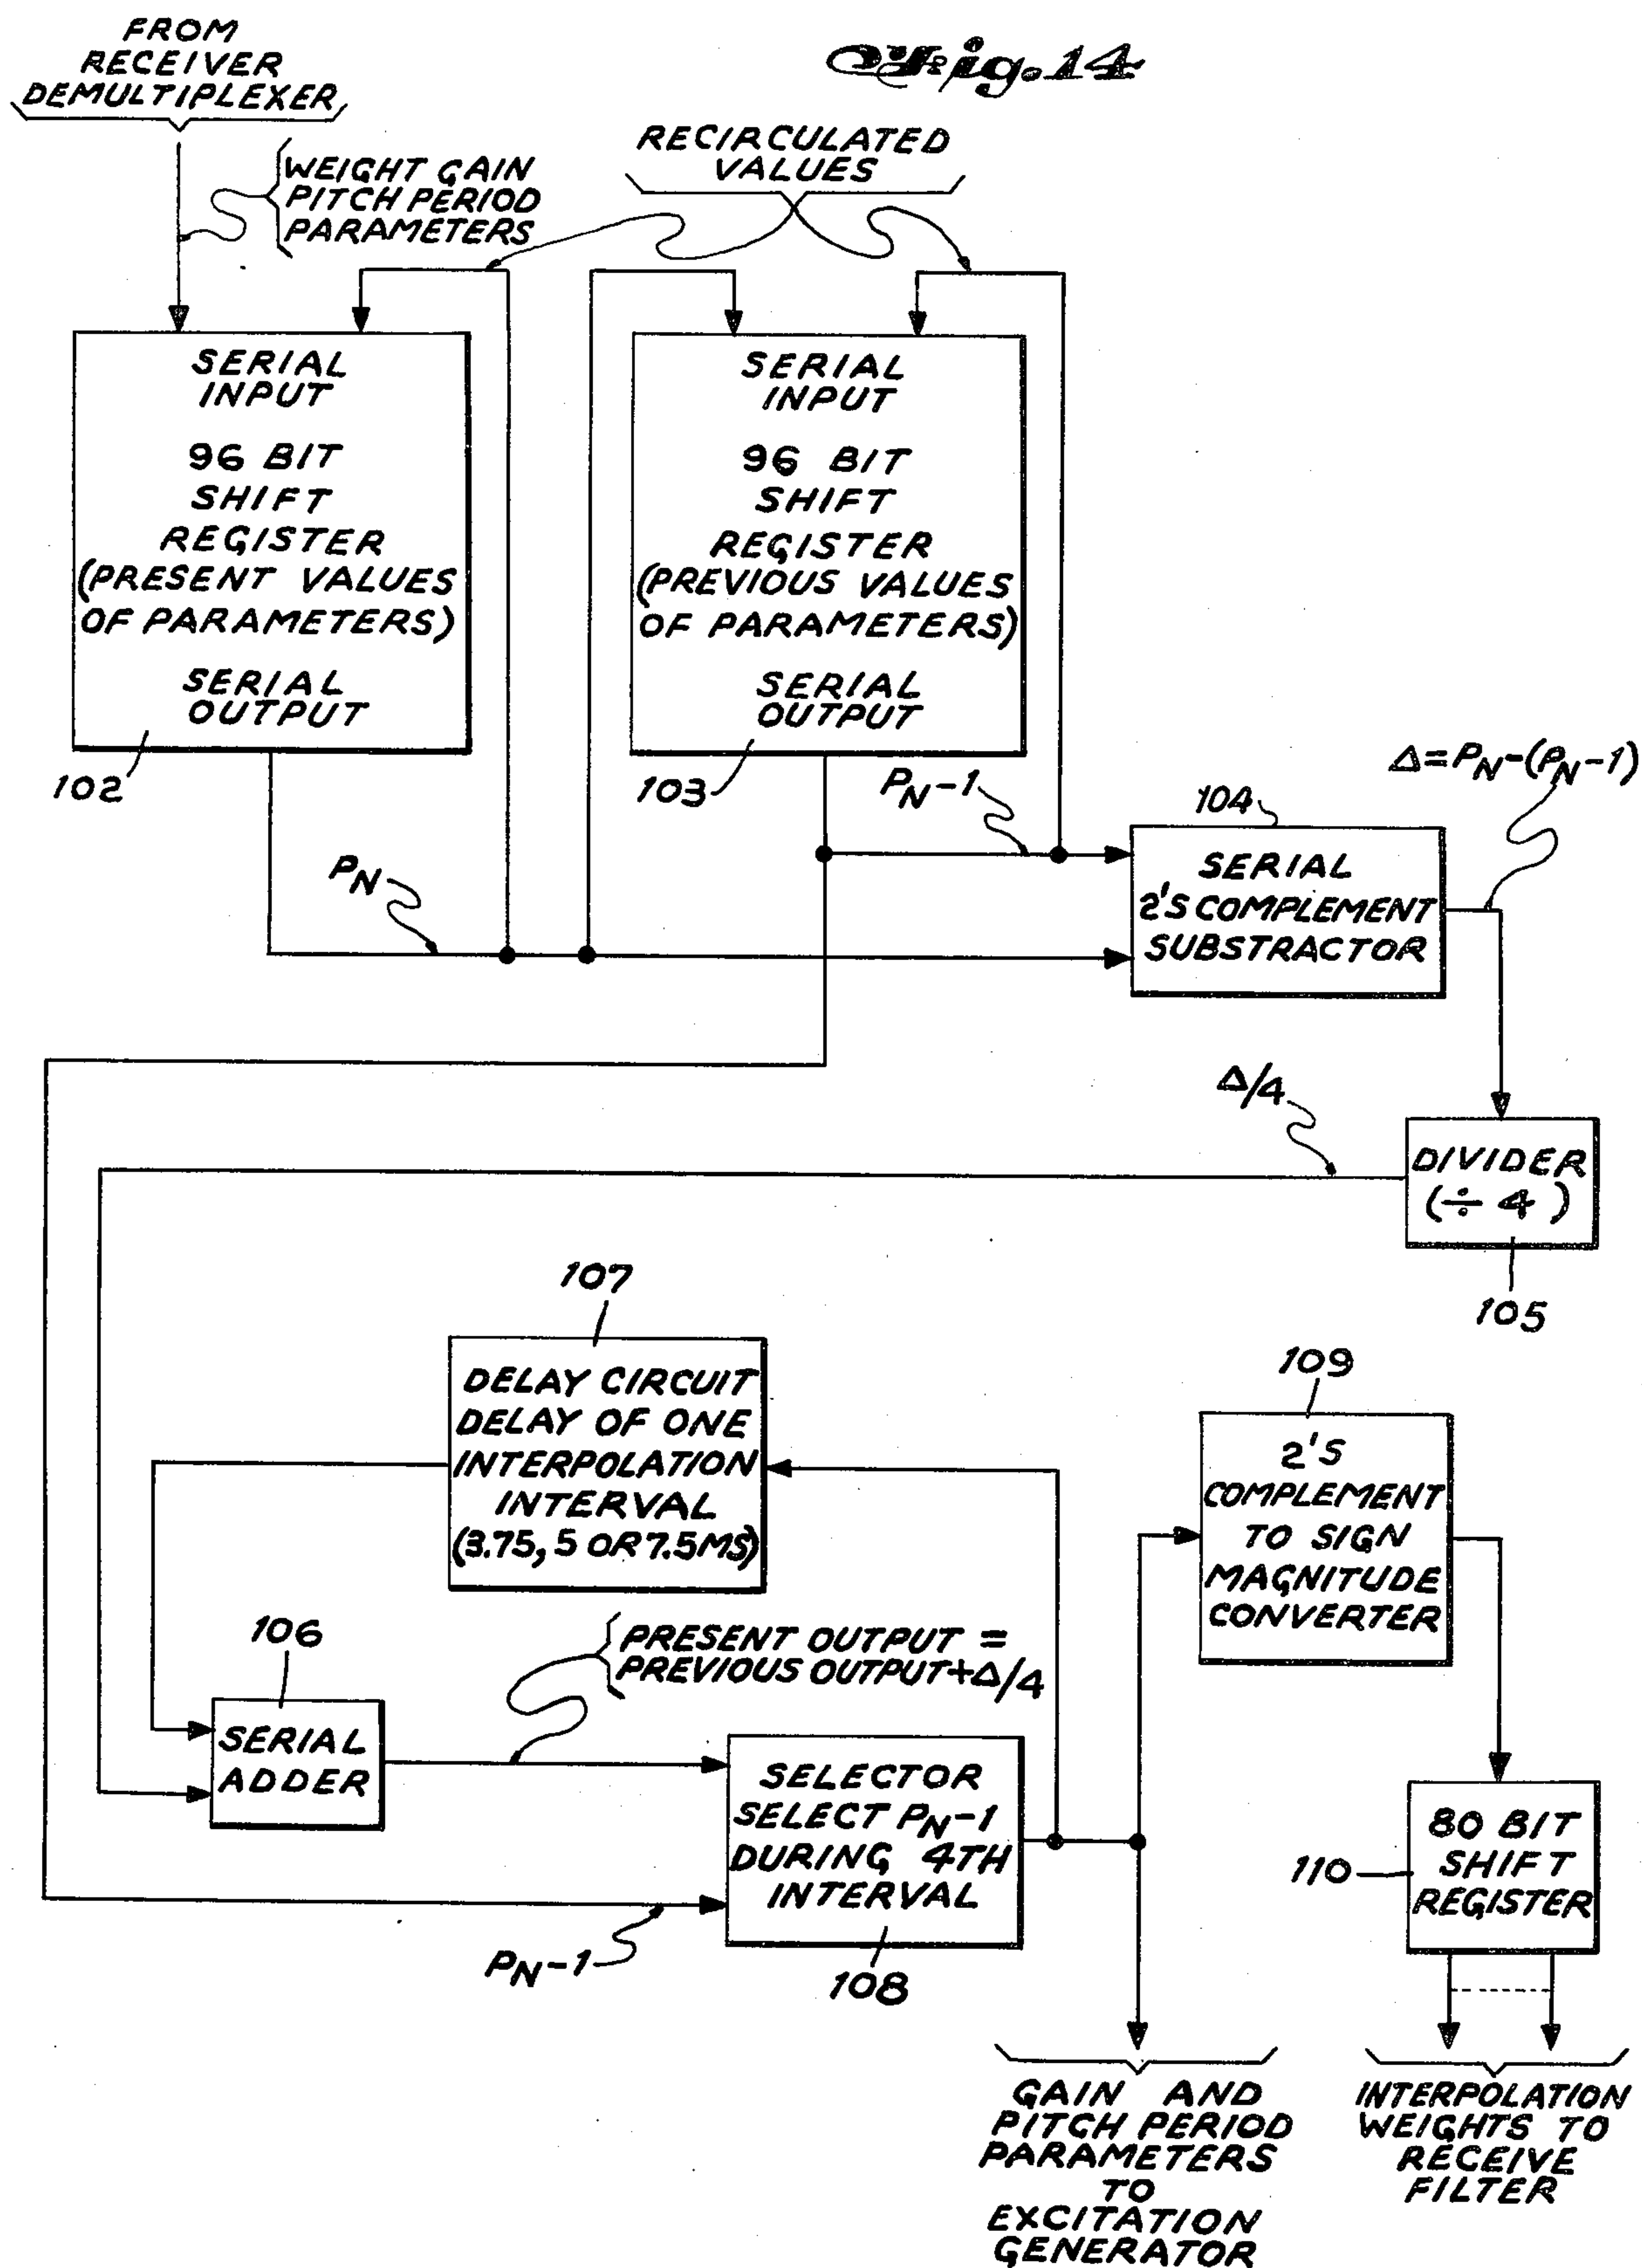 Fig. 14
FROM
RECEIVER
DEMULTIPLEXER
WEIGHT GAIN
PITCH PERIOD
PARAMETERS
RECIRCULATED
VALUES
SERIAL
INPUT
96 BIT
SHIFT
REGISTER
(PRESENT VALUES
OF PARAMETERS)
SERIAL
OUTPUT
102
SERIAL
INPUT
96 BIT
SHIFT
REGISTER
(PREVIOUS VALUES
OF PARAMETERS)
SERIAL
OUTPUT
103
PN-1
PN
104
SERIAL
2'S COMPLEMENT
SUBSTRACTOR
Δ=PN-(PN-1)
Δ/4
DIVIDER
(÷ 4 )
105
107
DELAY CIRCUIT
DELAY OF ONE
INTERPOLATION
INTERVAL
(3.75, 5 OR 7.5MS)
109
2'S
COMPLEMENT
TO SIGN
MAGNITUDE
CONVERTER
106
SERIAL
ADDER
PRESENT OUTPUT =
PREVIOUS OUTPUT+Δ/4
SELECTOR
SELECT PN-1
DURING 4TH
INTERVAL
108
PN-1
80 BIT
SHIFT
REGISTER
110
GAIN AND
PITCH PERIOD
PARAMETERS
TO
EXCITATION
GENERATOR
INTERPOLATION
WEIGHTS TO
RECEIVE
FILTER